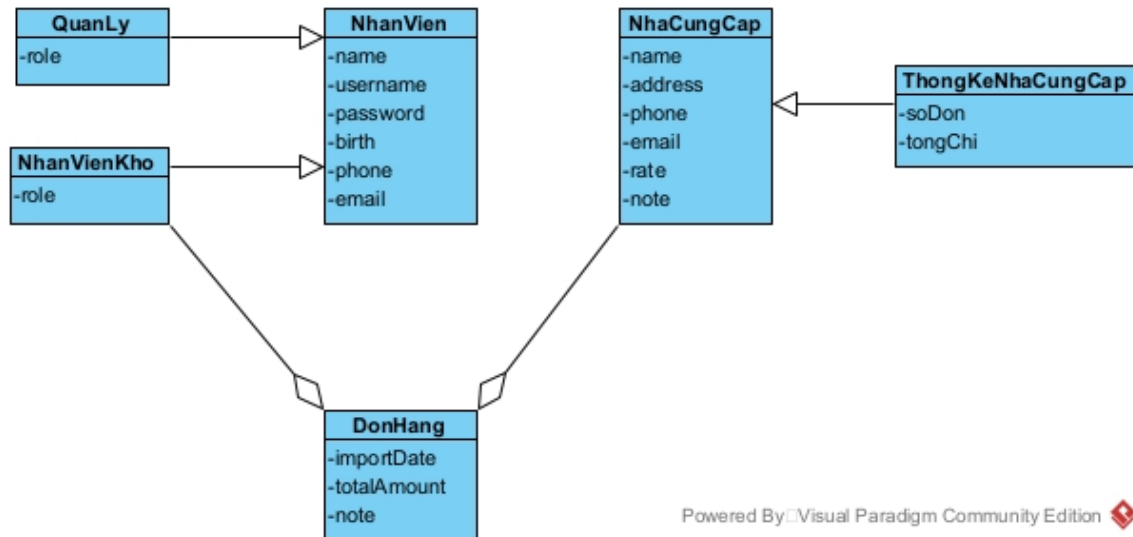 QuanLy
-role
NhanVien
-name
-username
-password
-birth
-phone
-email
NhaCungCap
-name
-address
-phone
-email
-rate
-note
ThongKeNhaCungCap
-soDon
-tongChi
NhanVienKho
-role
DonHang
-importDate
-totalAmount
-note
Powered By Visual Paradigm Community Edition